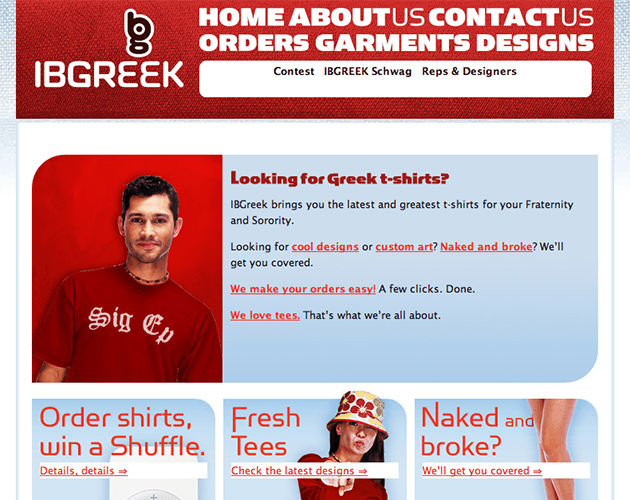 HOME ABOUTUS CONTACTUS
ORDERS GARMENTS DESIGNS
bg
IBGREEK
Contest IBGREEK Schwag Reps & Designers
Looking for Greek t-shirts?
IBGreek brings you the latest and greatest t-shirts for your Fraternity
and Sorority.
Looking for cool designs or custom art? Naked and broke? We’ll
get you covered.
We make your orders easy! A few clicks. Done.
We love tees. That’s what we’re all about.
Sig Ep
Order shirts,
win a Shuffle.
Details, details ⇒
Fresh
Tees
Check the latest designs ⇒
Naked and
broke?
We’ll get you covered ⇒